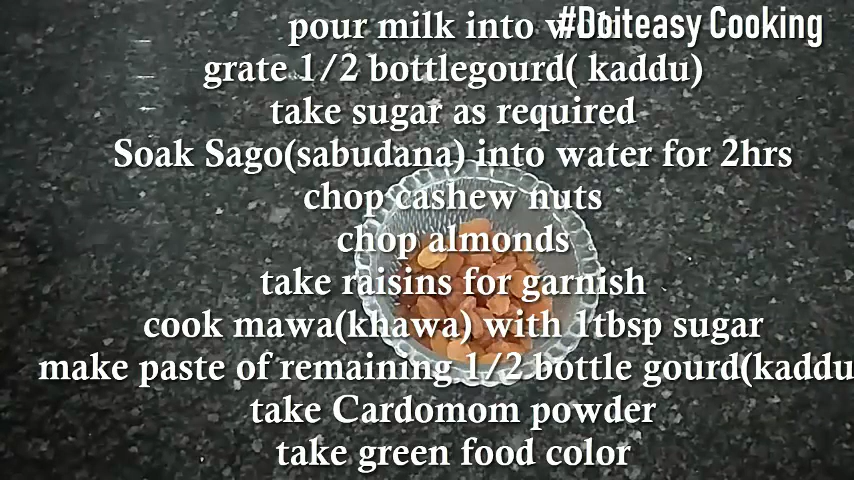 #Doiteasy Cooking
pour milk into
grate 1/2 bottlegourd( kaddu)
take sugar as required
Soak Sago(sabudana) into water for 2hrs
chop cashew nuts
chop almonds
take raisins for garnish
cook mawa(khawa) with 1tbsp sugar
make paste of remaining 1/2 bottle gourd(kaddu
take Cardomom powder
take green food color